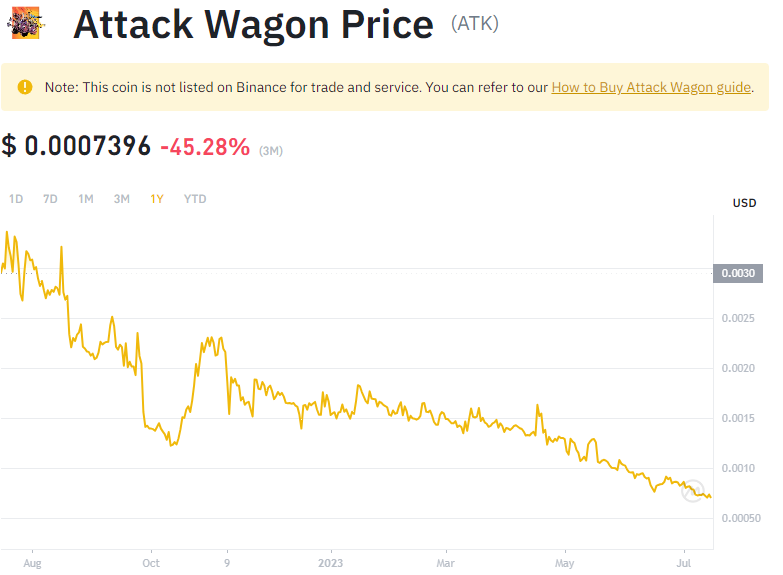 Attack Wagon Price (ATK)
Note: This coin is not listed on Binance for trade and service. You can refer to our How to Buy Attack Wagon guide.
$ 0.0007396 -45.28% (3M)
1D 7D 1M 3M 1Y YTD
USD
0.0030
0.0025
0.0020
0.0015
0.0010
0.00050
Aug Oct 9 2023 Mar May Jul